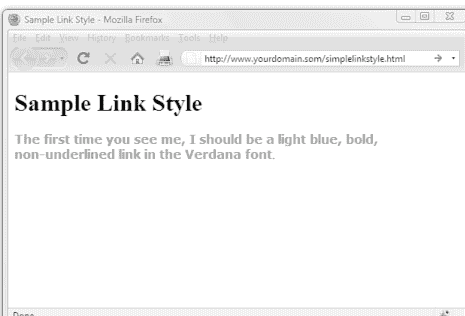 Sample Link Style - Mozilla Firefox
File Edit View History Bookmarks Tools Help
http://www.yourdomain.som/simplelinkstyle.html
Sample Link Style
The first time you see me, I should be a light blue, bold,
non-underlined link in the Verdana font.
Done